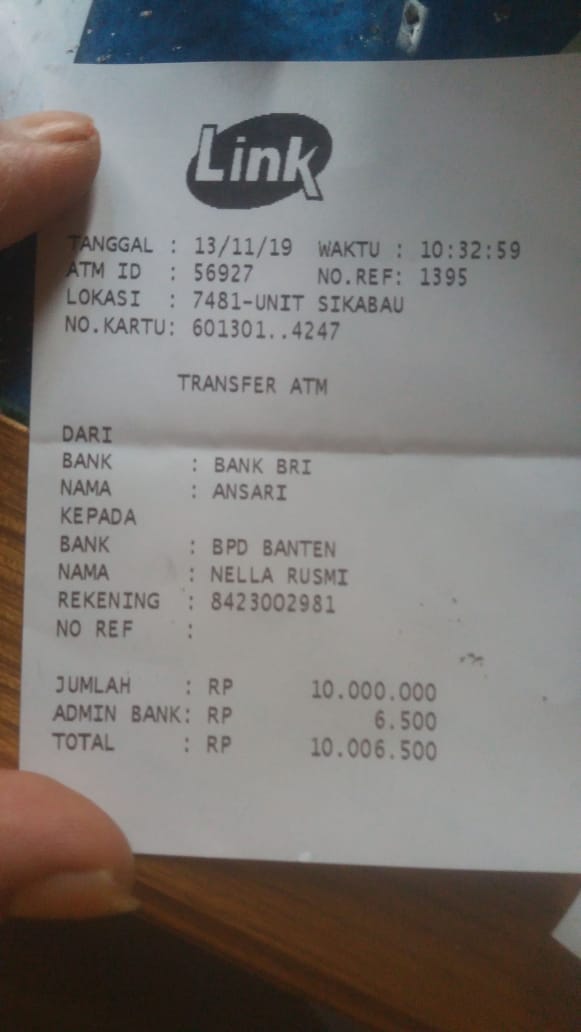 Link
TANGGAL : 13/11/19 WAKTU : 10:32:59
ATM ID : 56927 NO.REF: 1395
LOKASI : 7481-UNIT SIKABAU
NO.KARTU: 601301..4247
TRANSFER ATM
DARI
BANK : BANK BRI
NAMA : ANSARI
KEPADA
BANK : BPD BANTEN
NAMA : NELLA RUSMI
REKENING : 8423002981
NO REF :
JUMLAH : RP 10.000.000
ADMIN BANK: RP 6.500
TOTAL : RP 10.006.500